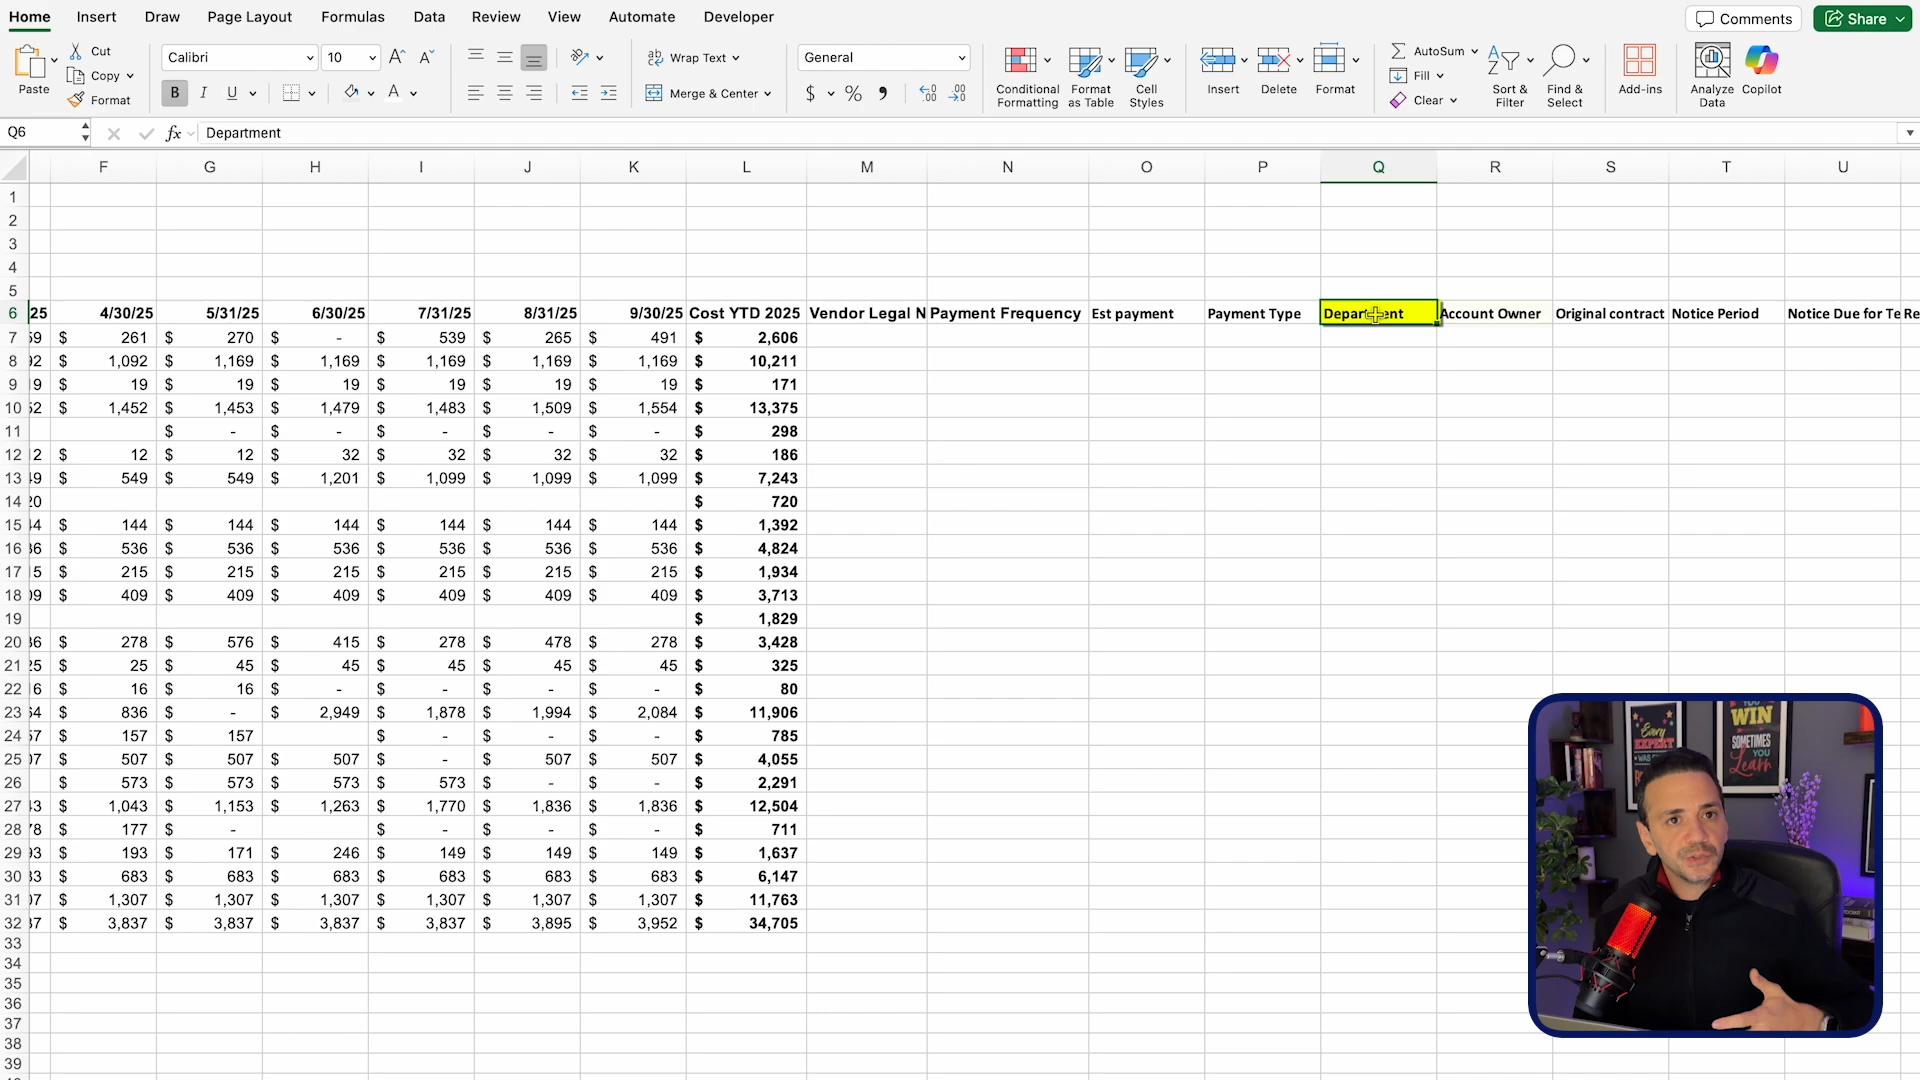 Home Insert Draw Page Layout Formulas Data Review View Automate Developer Comments Share
Paste Cut Copy Format
Calibri 10 B I U
Wrap Text Merge & Center
General $ %
Conditional Formatting Format as Table Cell Styles
Insert Delete Format
AutoSum Fill Clear
Sort & Filter Find & Select
Add-ins Analyze Data Copilot
Q6 fx Department
F G H I J K L M N O P Q R S T U
1
2
3
4
5
6 25 4/30/25 5/31/25 6/30/25 7/31/25 8/31/25 9/30/25 Cost YTD 2025 Vendor Legal N Payment Frequency Est payment Payment Type Department Account Owner Original contract Notice Period Notice Due for Te Re
7 59 $ 261 $ 270 $ - $ 539 $ 265 $ 491 $ 2,606
8 92 $ 1,092 $ 1,169 $ 1,169 $ 1,169 $ 1,169 $ 1,169 $ 10,211
9 19 $ 19 $ 19 $ 19 $ 19 $ 19 $ 19 $ 171
10 52 $ 1,452 $ 1,453 $ 1,479 $ 1,483 $ 1,509 $ 1,554 $ 13,375
11 $ - $ - $ - $ - $ - $ 298
12 2 $ 12 $ 12 $ 32 $ 32 $ 32 $ 32 $ 186
13 49 $ 549 $ 549 $ 1,201 $ 1,099 $ 1,099 $ 1,099 $ 7,243
14 20 $ 720
15 44 $ 144 $ 144 $ 144 $ 144 $ 144 $ 144 $ 1,392
16 36 $ 536 $ 536 $ 536 $ 536 $ 536 $ 536 $ 4,824
17 15 $ 215 $ 215 $ 215 $ 215 $ 215 $ 215 $ 1,934
18 09 $ 409 $ 409 $ 409 $ 409 $ 409 $ 409 $ 3,713
19 $ 1,829
20 36 $ 278 $ 576 $ 415 $ 278 $ 478 $ 278 $ 3,428
21 25 $ 25 $ 45 $ 45 $ 45 $ 45 $ 45 $ 325
22 16 $ 16 $ 16 $ - $ - $ - $ - $ 80
23 54 $ 836 $ - $ 2,949 $ 1,878 $ 1,994 $ 2,084 $ 11,906
24 57 $ 157 $ 157 $ - $ - $ - $ 785
25 07 $ 507 $ 507 $ 507 $ - $ 507 $ 507 $ 4,055
26 $ 573 $ 573 $ 573 $ 573 $ - $ - $ 2,291
27 43 $ 1,043 $ 1,153 $ 1,263 $ 1,770 $ 1,836 $ 1,836 $ 12,504
28 78 $ 177 $ - $ - $ - $ - $ 711
29 93 $ 193 $ 171 $ 246 $ 149 $ 149 $ 149 $ 1,637
30 33 $ 683 $ 683 $ 683 $ 683 $ 683 $ 683 $ 6,147
31 07 $ 1,307 $ 1,307 $ 1,307 $ 1,307 $ 1,307 $ 1,307 $ 11,763
32 37 $ 3,837 $ 3,837 $ 3,837 $ 3,837 $ 3,895 $ 3,952 $ 34,705
33
34
35
36
37
38
39
Every
EXPERT
WAS
WIN
SOMETIMES
YOU
Learn